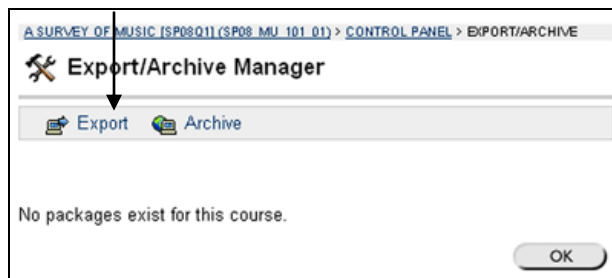 A SURVEY OF MUSIC [SP08Q1] (SP08_MU_101_01) > CONTROL PANEL > EXPORT/ARCHIVE
Export/Archive Manager
Export Archive
No packages exist for this course.
OK